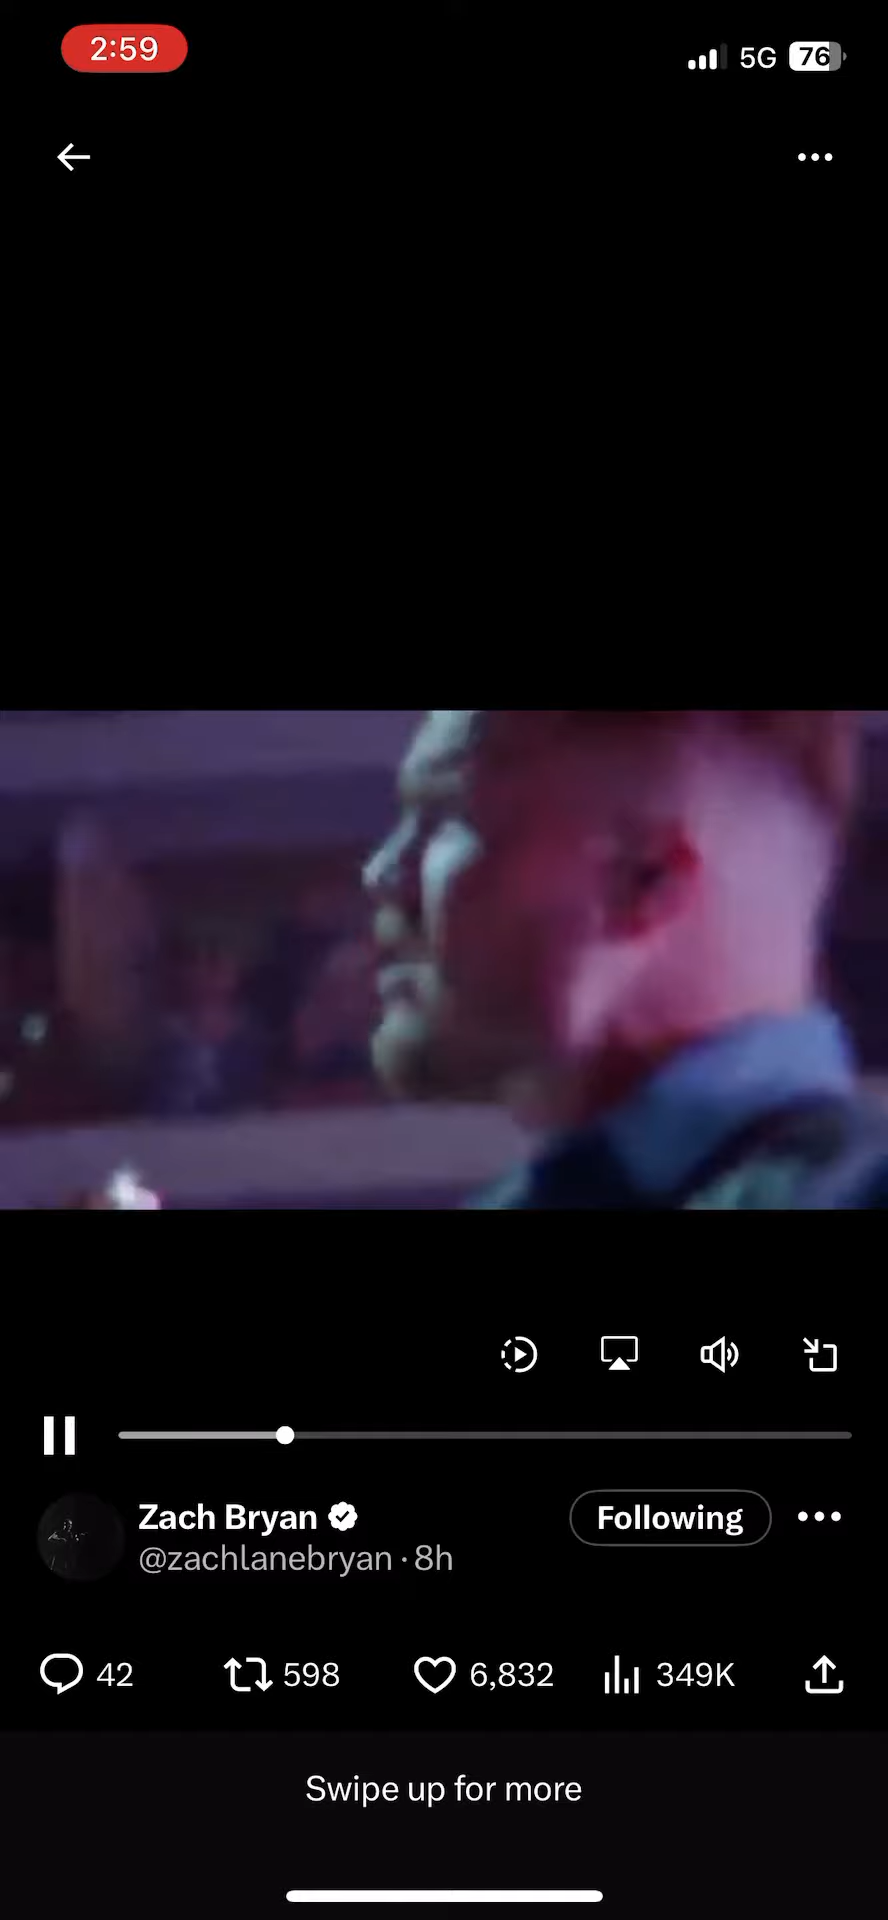 2:59
5G 76
Zach Bryan
Following
@zachlanebryan · 8h
42 598 6,832 349K
Swipe up for more